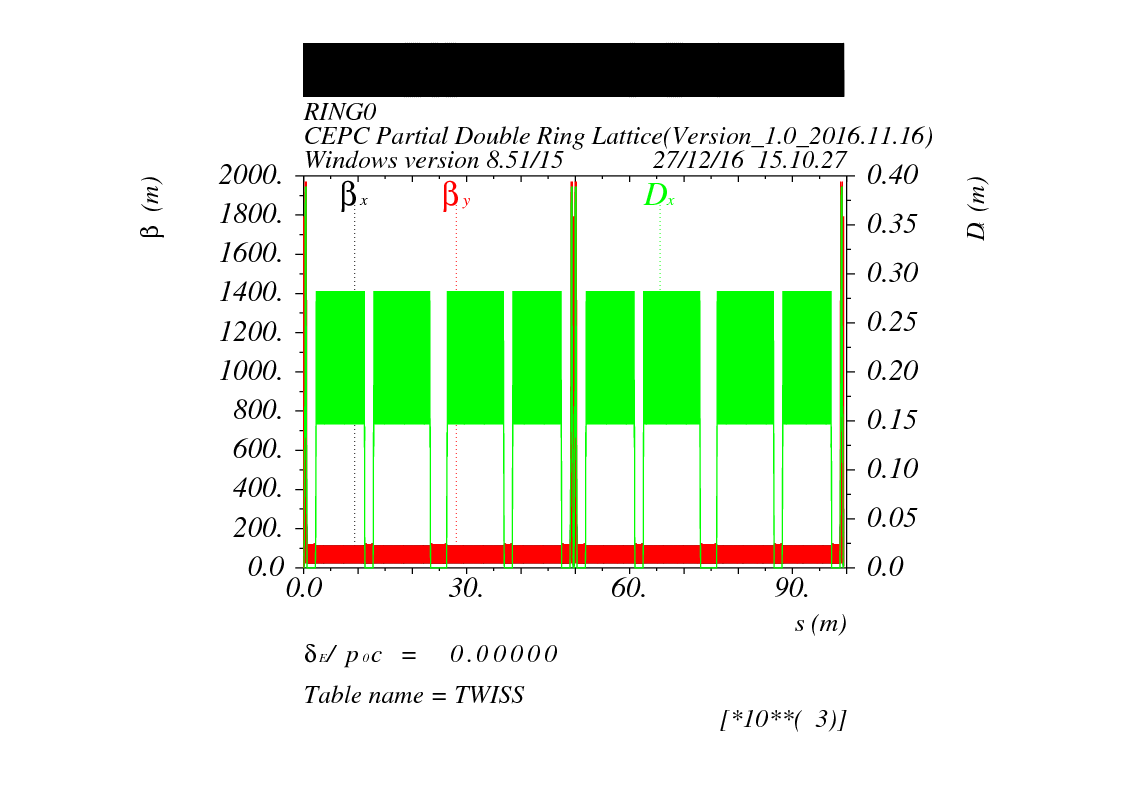 RING0
CEPC Partial Double Ring Lattice(Version_1.0_2016.11.16)
Windows version 8.51/15 27/12/16 15.10.27
β x β y Dx
β (m)
2000.
1800.
1600.
1400.
1200.
1000.
800.
600.
400.
200.
0.0
Dx (m)
0.40
0.35
0.30
0.25
0.20
0.15
0.10
0.05
0.0
0.0 30. 60. 90.
s (m)
δE/ p0c = 0.00000
Table name = TWISS
[*10**( 3)]